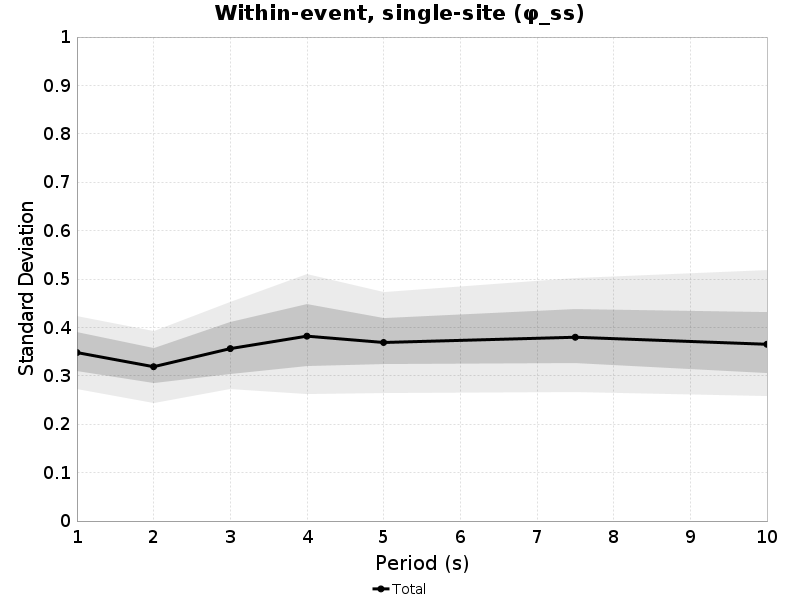 Within-event, single-site (φ_ss)
1
0.9
0.8
0.7
0.6
0.5
0.4
0.3
0.2
0.1
0
Standard Deviation
1 2 3 4 5 6 7 8 9 10
Period (s)
Total